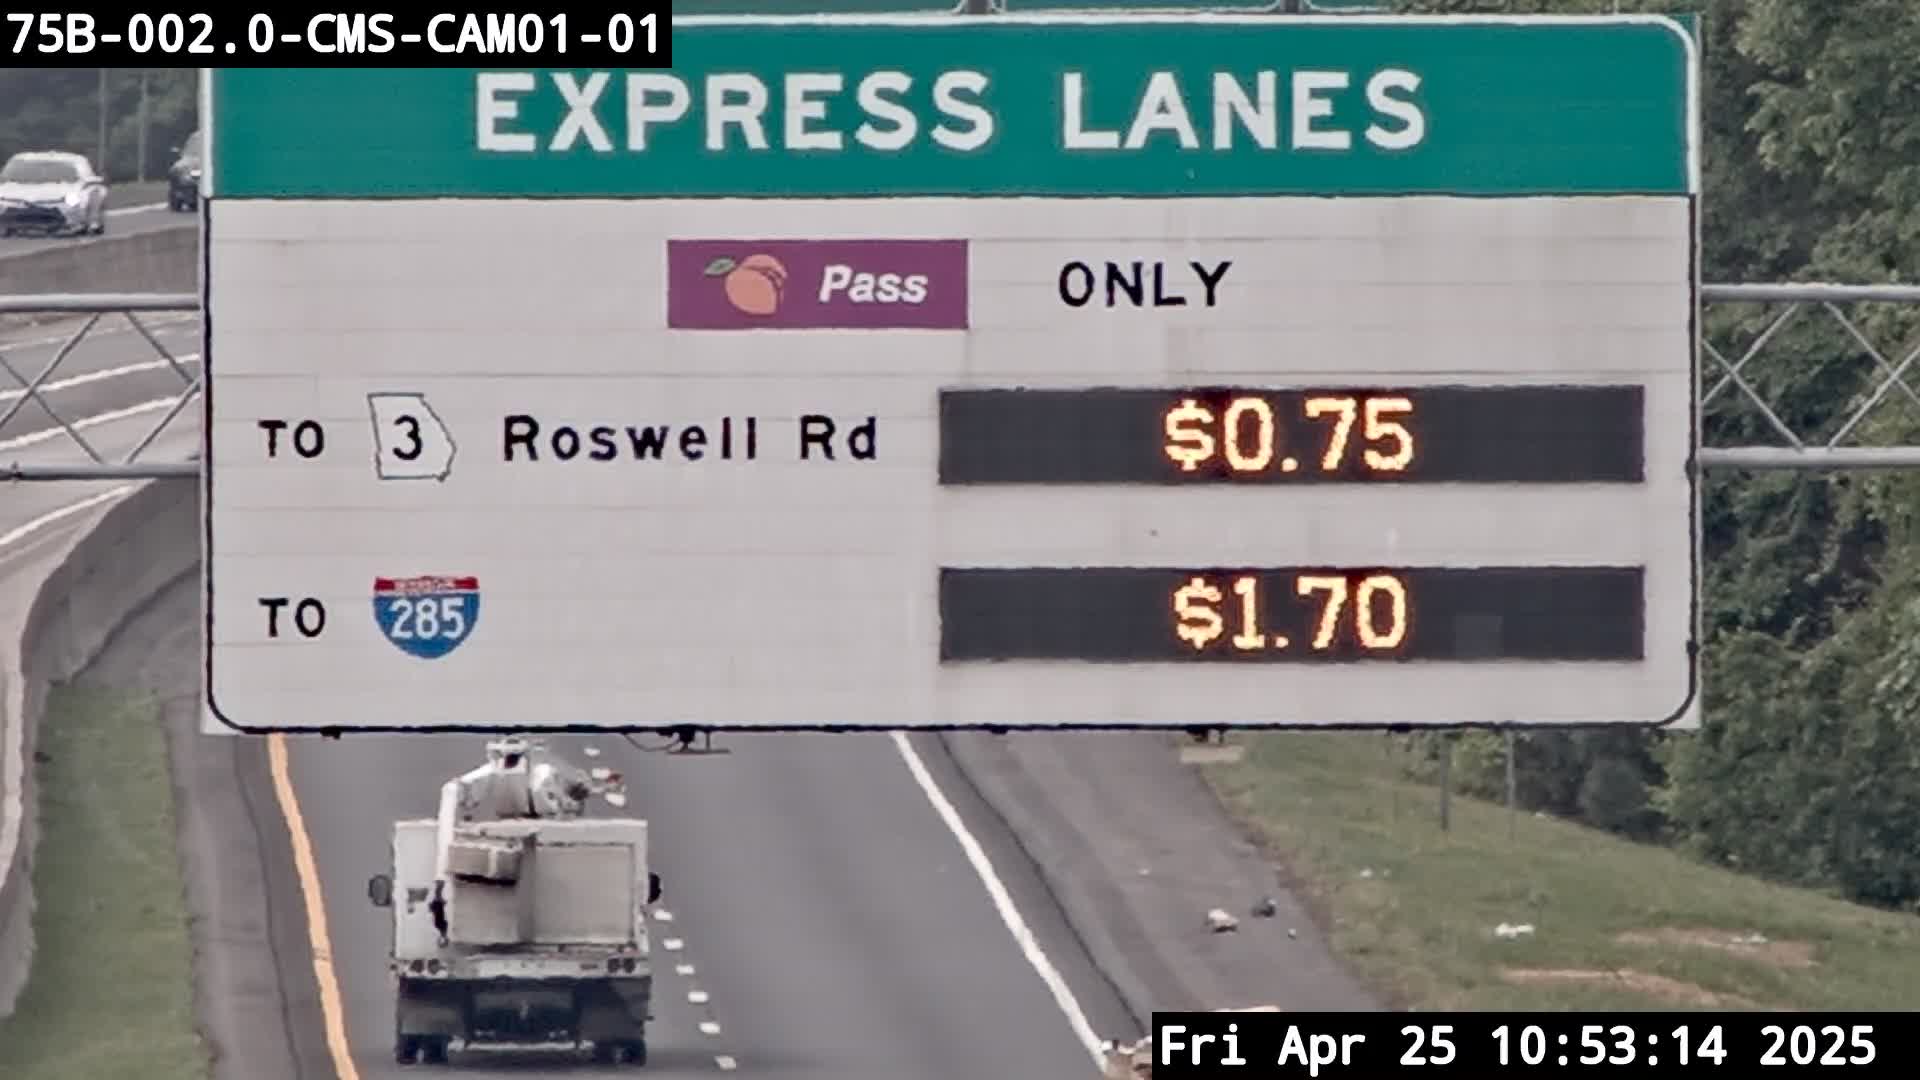 75B-002.0-CMS-CAM01-01
EXPRESS LANES
Pass ONLY
TO 3 Roswell Rd $0.75
TO 285 $1.70
Fri Apr 25 10:53:14 2025